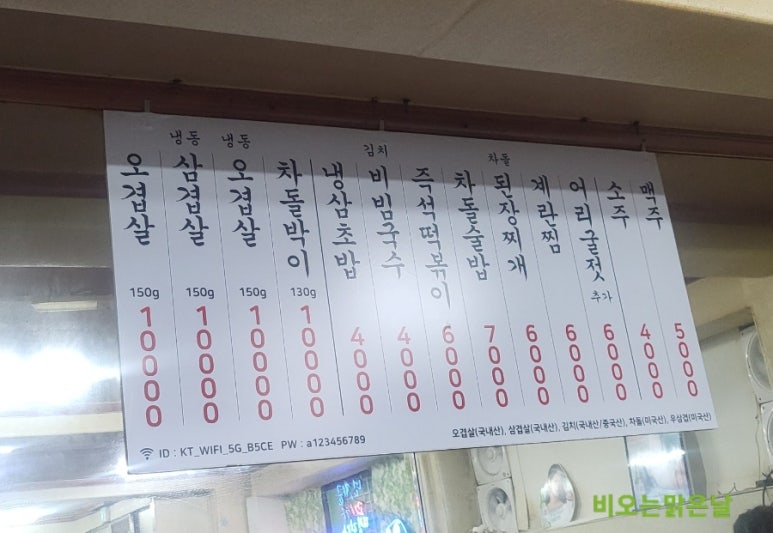 오겹살 150g 10000
냉동 삼겹살 150g 10000
냉동 오겹살 150g 10000
차돌박이 130g 10000
냉삼초밥 4000
김치 비빔국수 4000
즉석떡볶이 6000
차돌술밥 7000
차돌 된장찌개 6000
계란찜 6000
어리굴젓 추가 6000
소주 4000
맥주 5000
오겹살(국내산), 삼겹살(국내산), 김치(국내산/중국산), 차돌(미국산), 우삼겹(미국산)
ID : KT_WIFI_5G_B5CE PW : a123456789
비오는맑은날